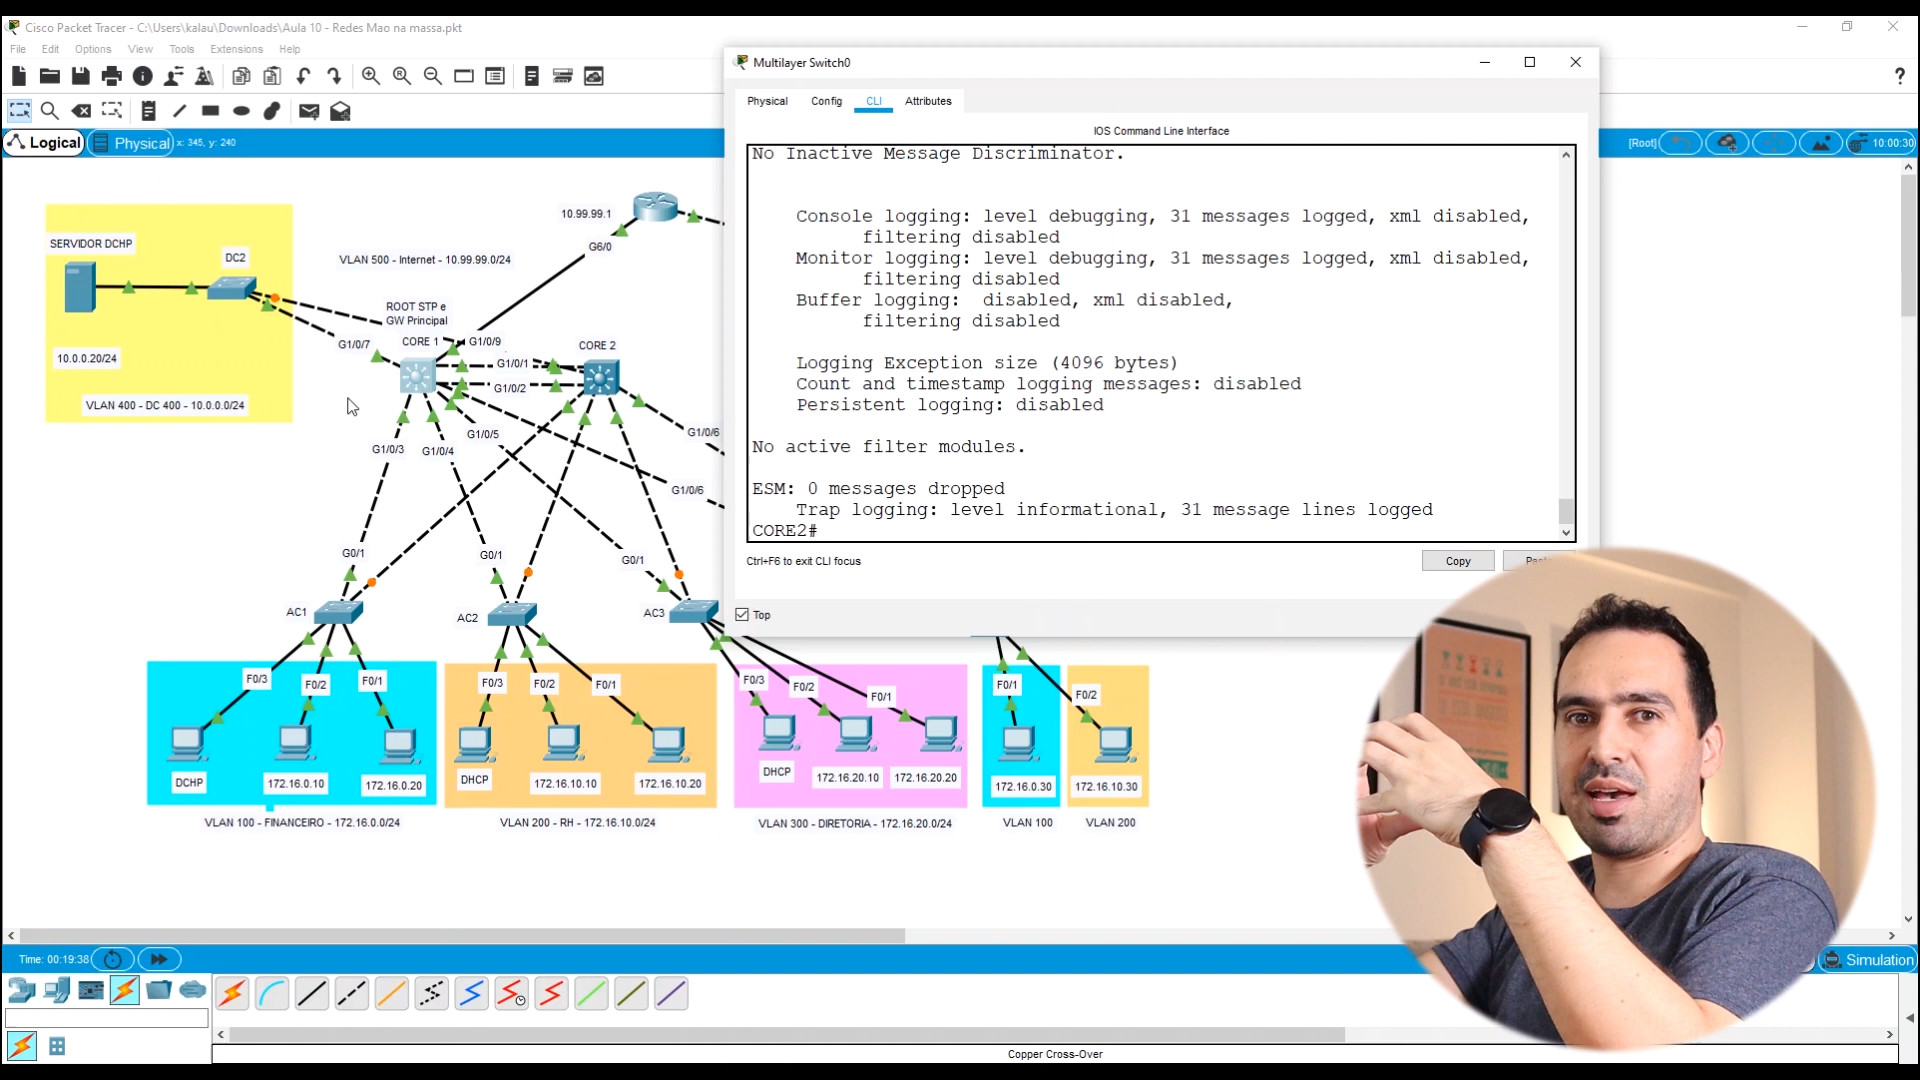 Cisco Packet Tracer - C:\Users\kalau\Downloads\Aula 10 - Redes Mao na massa.pkt
File Edit Options View Tools Extensions Help
Logical Physical x: 345, y: 240
[Root] 10:00:30
Multilayer Switch0
Physical Config CLI Attributes
IOS Command Line Interface
No Inactive Message Discriminator.
Console logging: level debugging, 31 messages logged, xml disabled,
filtering disabled
Monitor logging: level debugging, 31 messages logged, xml disabled,
filtering disabled
Buffer logging:  disabled, xml disabled,
filtering disabled
Logging Exception size (4096 bytes)
Count and timestamp logging messages: disabled
Persistent logging: disabled
No active filter modules.
ESM: 0 messages dropped
Trap logging: level informational, 31 message lines logged
CORE2#
Ctrl+F6 to exit CLI focus
Copy
Top
SERVIDOR DCHP
DC2
10.0.0.20/24
VLAN 400 - DC 400 - 10.0.0.0/24
10.99.99.1
G6/0
VLAN 500 - Internet - 10.99.99.0/24
ROOT STP e
GW Principal
CORE 1
G1/0/9
CORE 2
G1/0/7
G1/0/1
G1/0/2
G1/0/3
G1/0/4
G1/0/5
G1/0/6
G1/0/6
G0/1
G0/1
G0/1
AC1
AC2
AC3
F0/3 F0/2 F0/1
F0/3 F0/2 F0/1
F0/3 F0/2 F0/1
F0/1
F0/2
DCHP 172.16.0.10 172.16.0.20
DHCP 172.16.10.10 172.16.10.20
DHCP 172.16.20.10 172.16.20.20
172.16.0.30
172.16.10.30
VLAN 100 - FINANCEIRO - 172.16.0.0/24
VLAN 200 - RH - 172.16.10.0/24
VLAN 300 - DIRETORIA - 172.16.20.0/24
VLAN 100
VLAN 200
Time: 00:19:38
Simulation
Copper Cross-Over